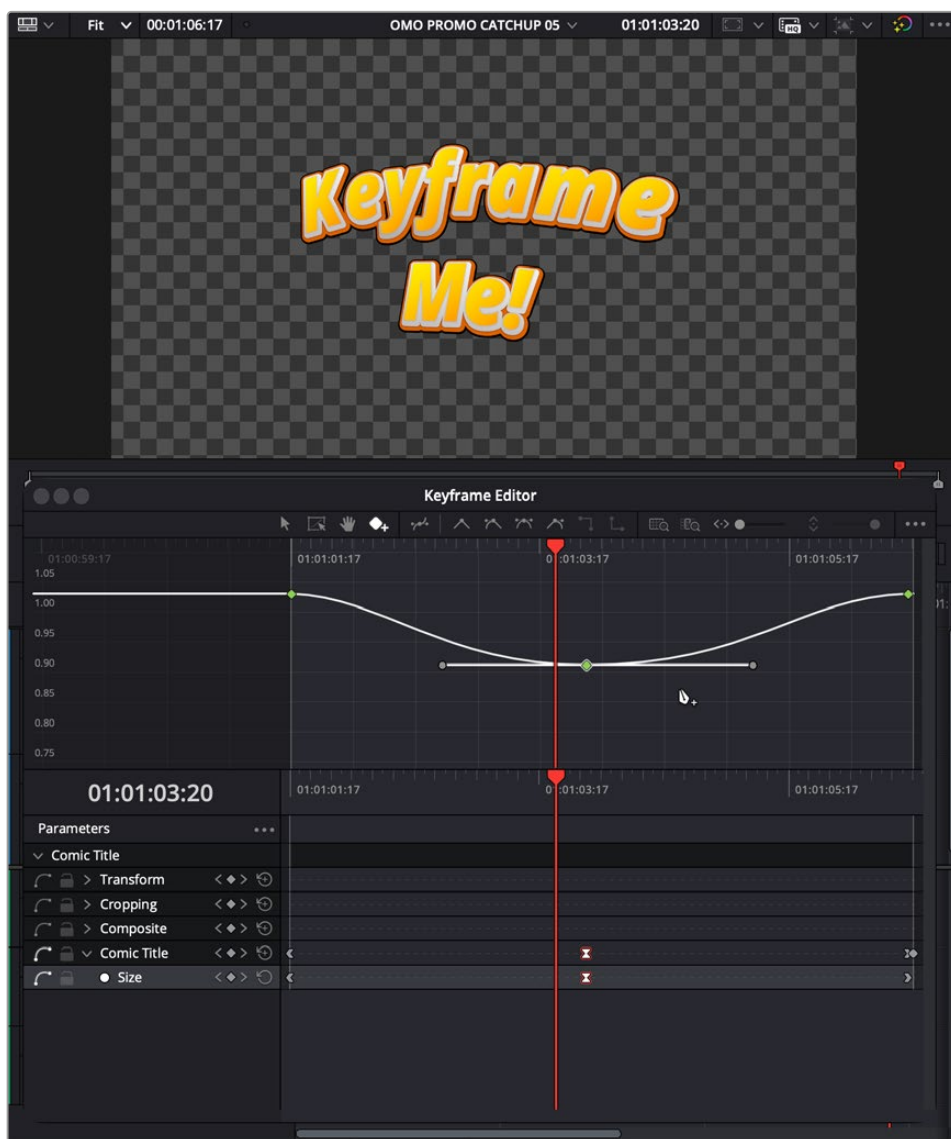 Fit 00:01:06:17 OMO PROMO CATCHUP 05 01:01:03:20 HQ
Keyframe
Me!
Keyframe Editor
01:00:59:17 01:01:01:17 01:01:03:17 01:01:05:17
1.05
1.00
0.95
0.90
0.85
0.80
0.75
01:01:03:20 01:01:01:17 01:01:03:17 01:01:05:17
Parameters
Comic Title
Transform
Cropping
Composite
Comic Title
Size